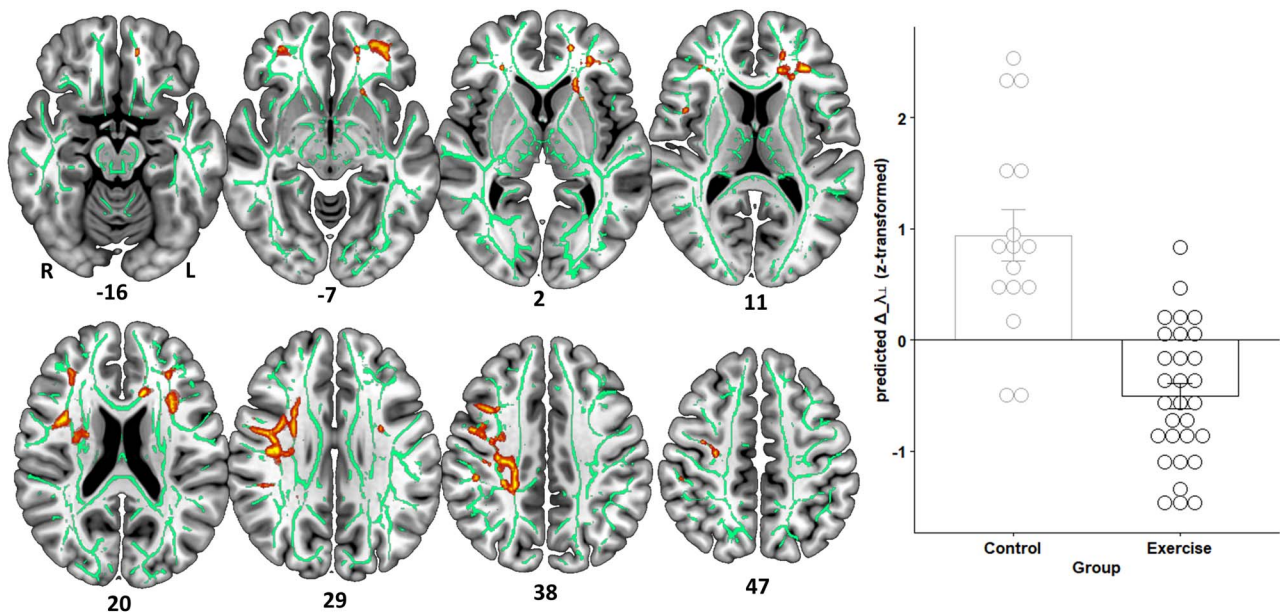 R
L
-16
-7
2
11
20
29
38
47
predicted Δ_λ⊥ (z-transformed)
2
1
0
-1
Control
Exercise
Group